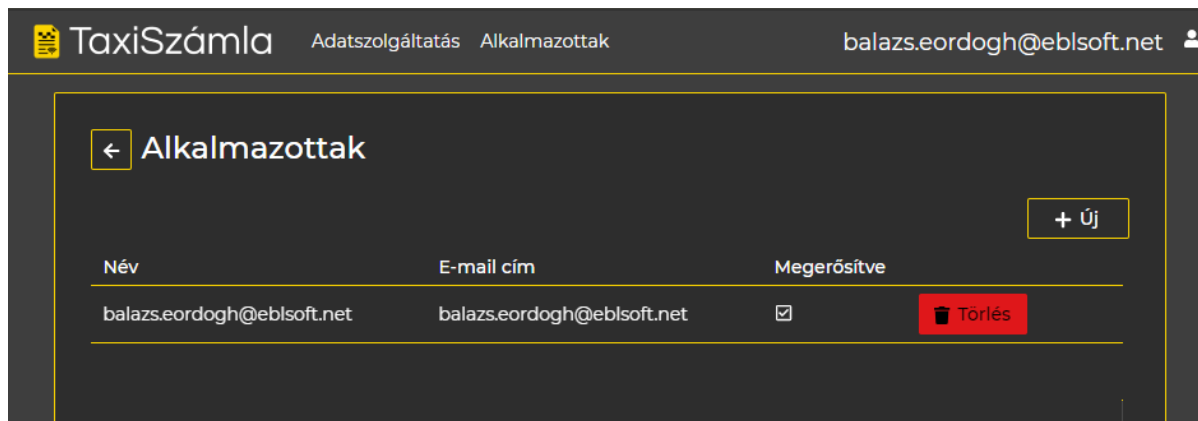 TaxiSzámla Adatszolgáltatás Alkalmazottak balazs.eordogh@eblsoft.net
Alkalmazottak
Új
Név E-mail cím Megerősítve
balazs.eordogh@eblsoft.net balazs.eordogh@eblsoft.net Törlés